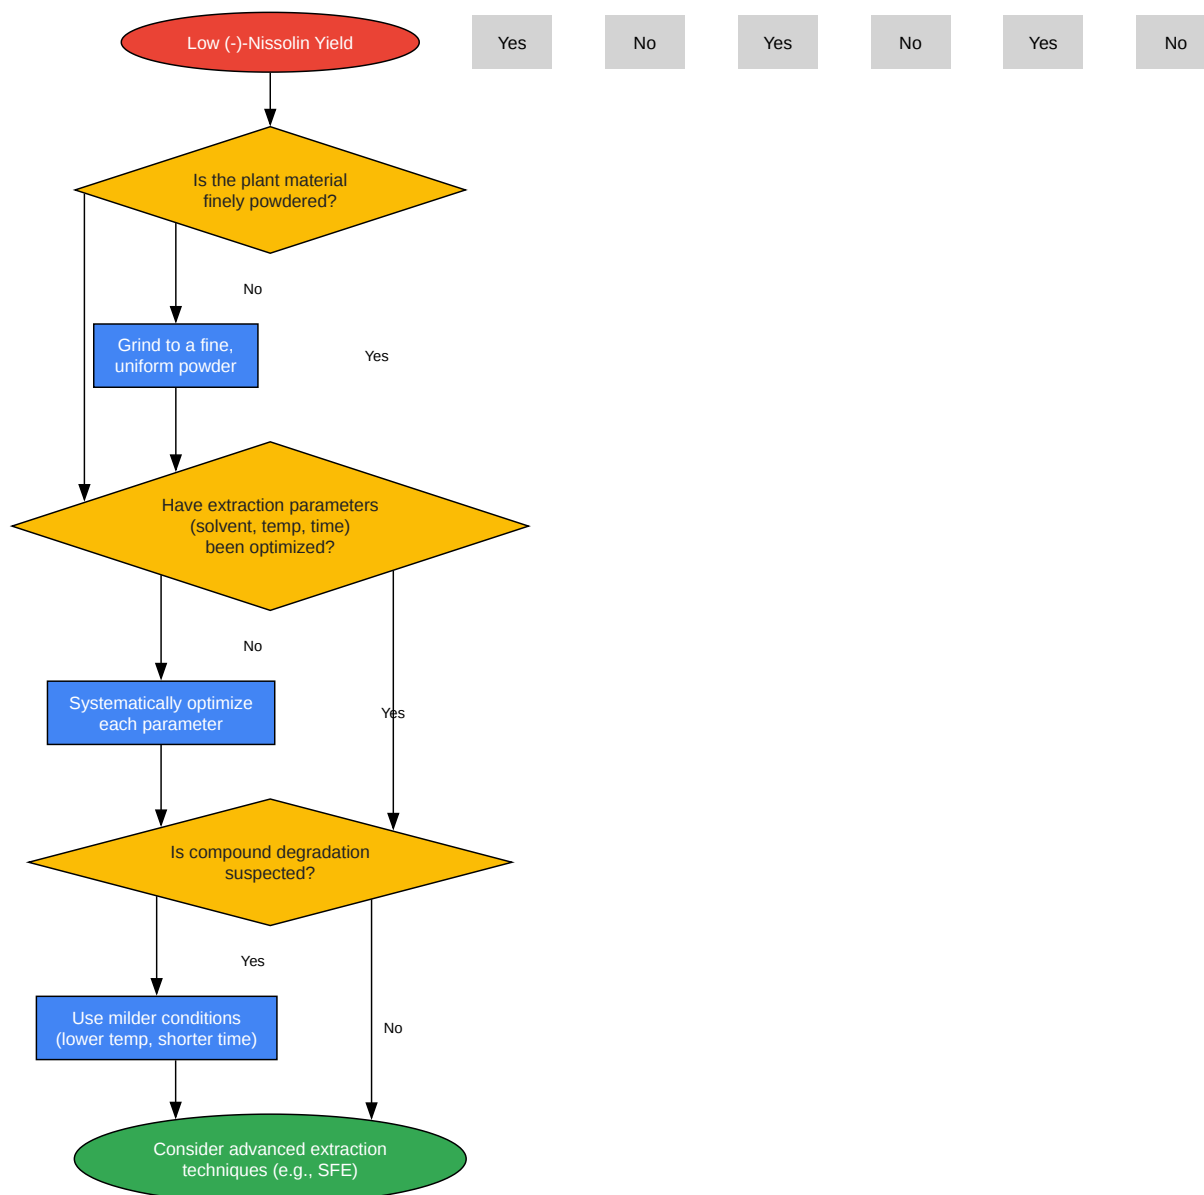 Low (-)-Nissolin Yield
Yes
No
Yes
No
Yes
No
Is the plant material
finely powdered?
No
Grind to a fine,
uniform powder
Yes
Have extraction parameters
(solvent, temp, time)
been optimized?
No
Systematically optimize
each parameter
Yes
Is compound degradation
suspected?
Yes
Use milder conditions
(lower temp, shorter time)
No
Consider advanced extraction
techniques (e.g., SFE)